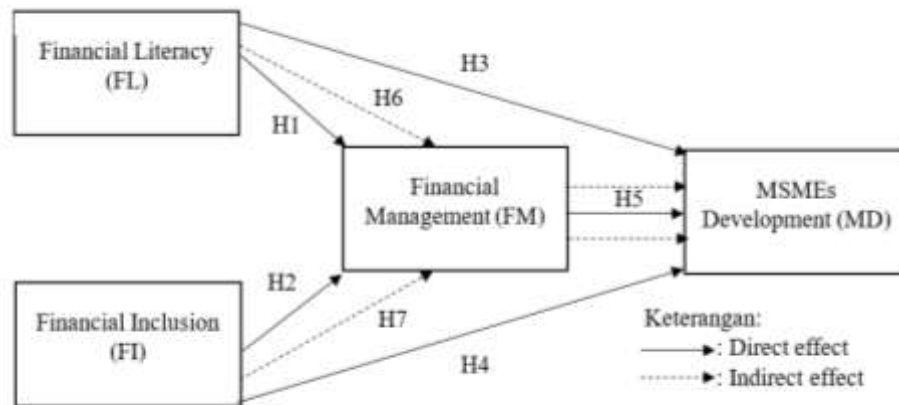 Financial Literacy
(FL)
H3
H6
H1
Financial
Management (FM)
H5
MSMEs
Development (MD)
H2
Financial Inclusion
(FI)
H7
H4
Keterangan:
: Direct effect
: Indirect effect